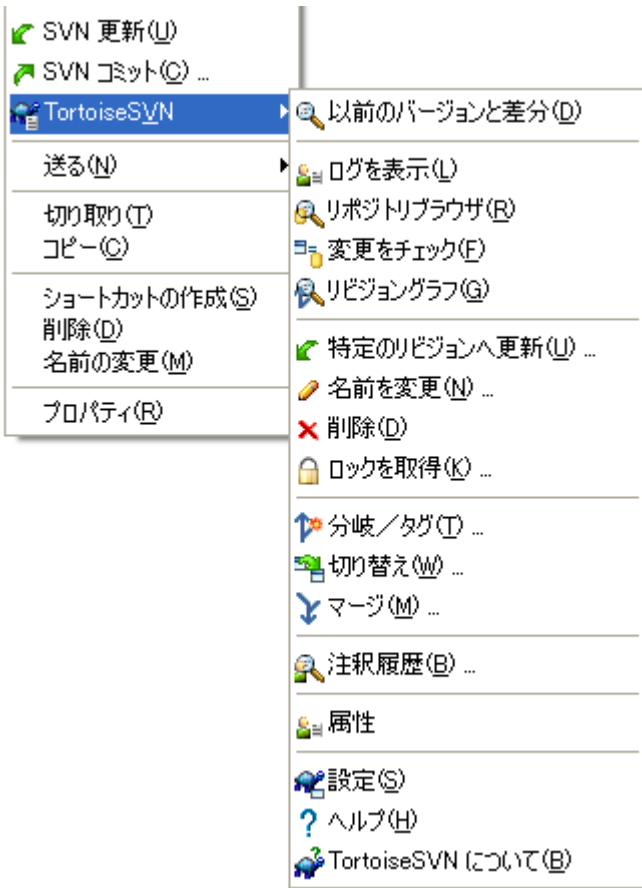 SVN 更新(U)
SVN コミット(C) ...
TortoiseSVN
送る(N)
切り取り(T)
コピー(C)
ショートカットの作成(S)
削除(D)
名前の変更(M)
プロパティ(R)
以前のバージョンと差分(D)
ログを表示(L)
リポジトリブラウザ(R)
変更をチェック(F)
リビジョングラフ(G)
特定のリビジョンへ更新(U) ...
名前を変更(N) ...
削除(D)
ロックを取得(K) ...
分岐／タグ(T) ...
切り替え(W) ...
マージ(M) ...
注釈履歴(B) ...
属性
設定(S)
ヘルプ(H)
TortoiseSVN について(B)